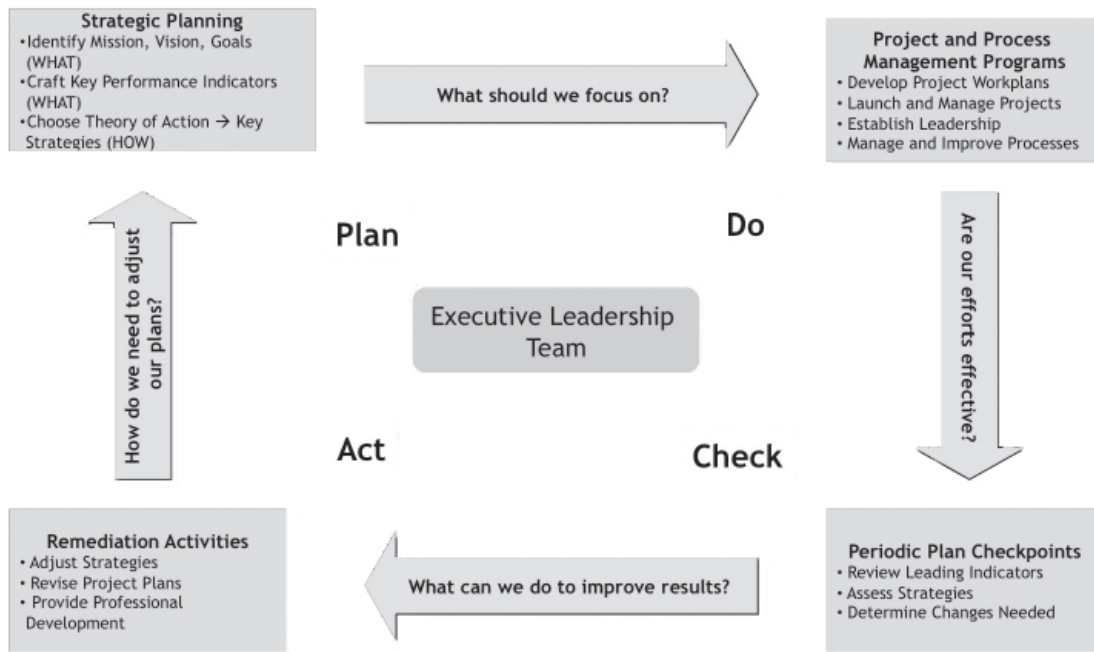 Strategic Planning
•Identify Mission, Vision, Goals
(WHAT)
•Craft Key Performance Indicators
(WHAT)
•Choose Theory of Action → Key
Strategies (HOW)
What should we focus on?
Project and Process
Management Programs
• Develop Project Workplans
• Launch and Manage Projects
• Establish Leadership
• Manage and Improve Processes
How do we need to adjust
our plans?
Plan
Do
Are our efforts effective?
Executive Leadership
Team
Act
Check
Remediation Activities
• Adjust Strategies
• Revise Project Plans
• Provide Professional
Development
What can we do to improve results?
Periodic Plan Checkpoints
• Review Leading Indicators
• Assess Strategies
• Determine Changes Needed